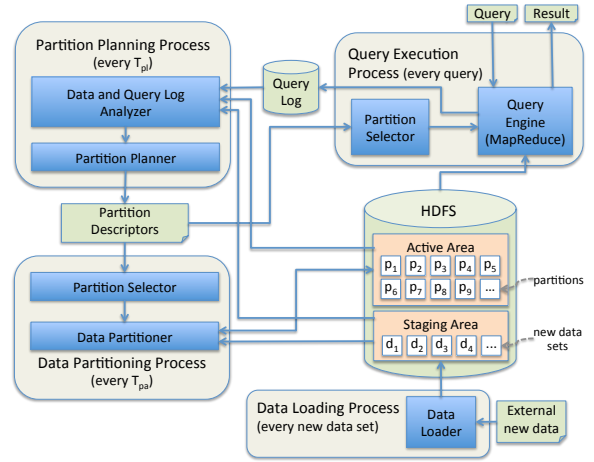 Query
Result
Partition Planning Process
(every Tpl)
Data and Query Log
Analyzer
Partition Planner
Query
Log
Query Execution
Process (every query)
Partition
Selector
Query
Engine
(MapReduce)
Partition
Descriptors
HDFS
Active Area
p1 p2 p3 p4 p5
p6 p7 p8 p9 ...
partitions
Staging Area
d1 d2 d3 d4 ...
new data
sets
Partition Selector
Data Partitioner
Data Partitioning Process
(every Tpa)
Data Loading Process
(every new data set)
Data
Loader
External
new data